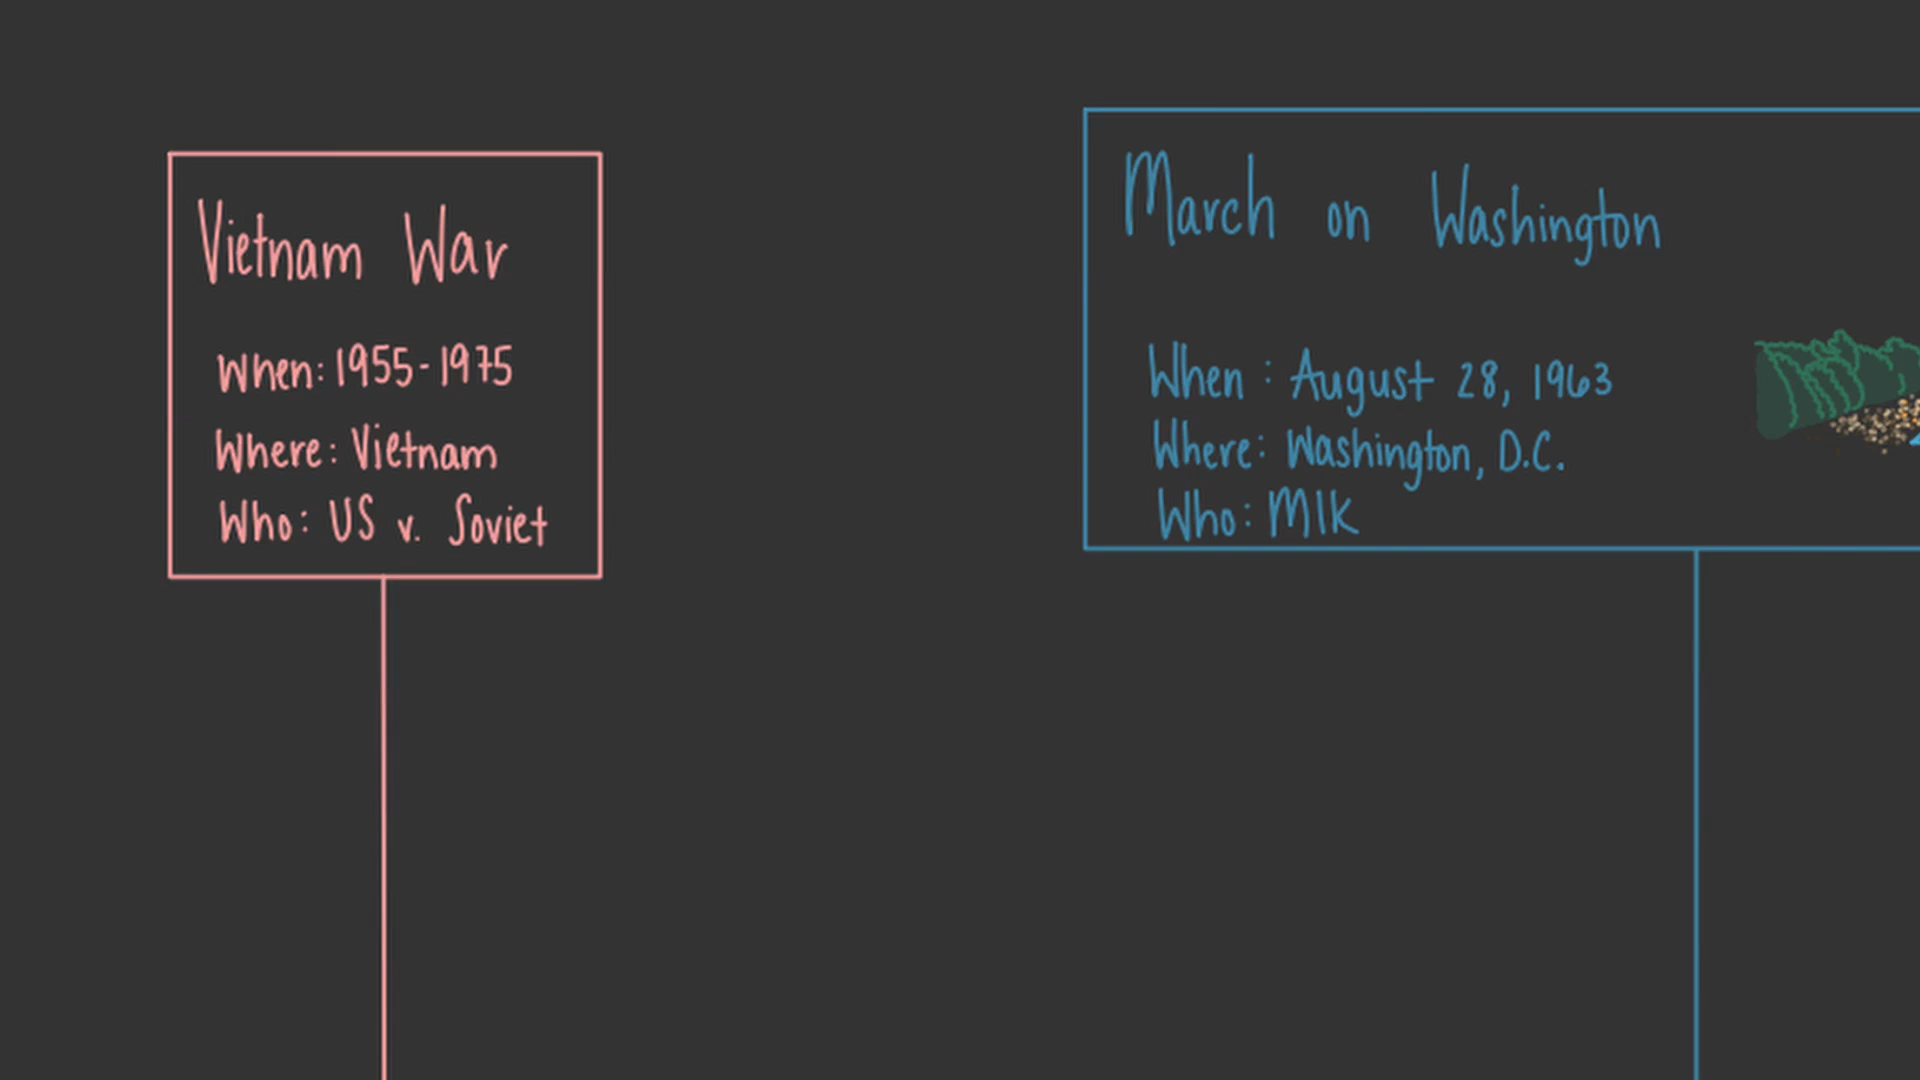 Vietnam War
When: 1955-1975
Where: Vietnam
Who: US v. Soviet
March on Washington
When: August 28, 1963
Where: Washington, D.C.
Who: Mlk